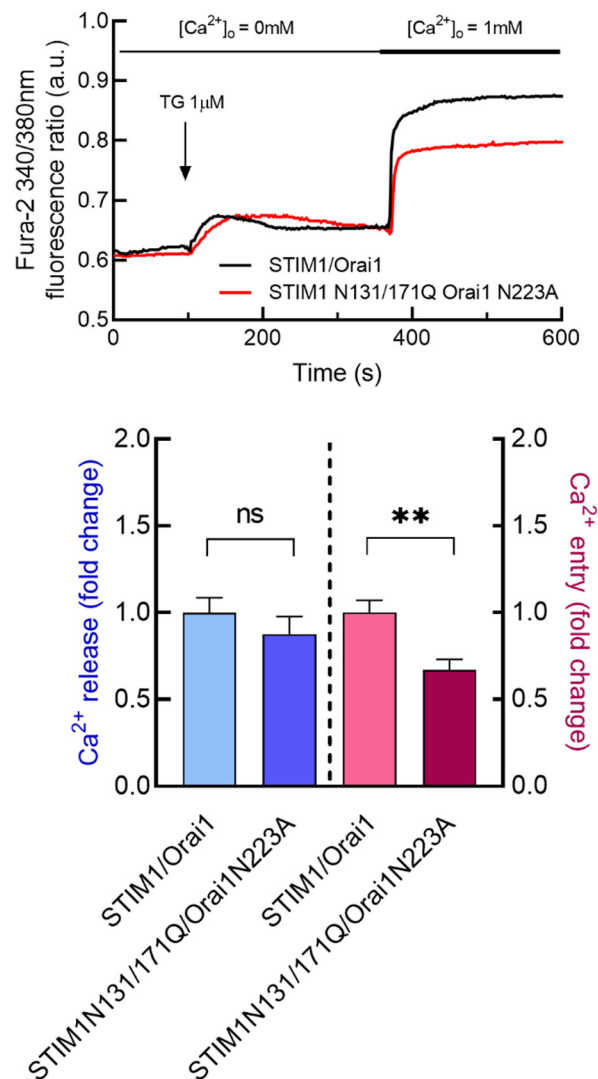 [Ca²⁺]ₒ = 0mM
[Ca²⁺]ₒ = 1mM
Fura-2 340/380nm
fluorescence ratio (a.u.)
1.0
0.9
0.8
0.7
0.6
0.5
TG 1μM
STIM1/Orai1
STIM1 N131/171Q Orai1 N223A
0
200
400
600
Time (s)
Ca²⁺ release (fold change)
2.0
1.5
1.0
0.5
0.0
ns
**
2.0
1.5
1.0
0.5
0.0
Ca²⁺ entry (fold change)
STIM1/Orai1
STIM1N131/171Q/Orai1N223A
STIM1/Orai1
STIM1N131/171Q/Orai1N223A